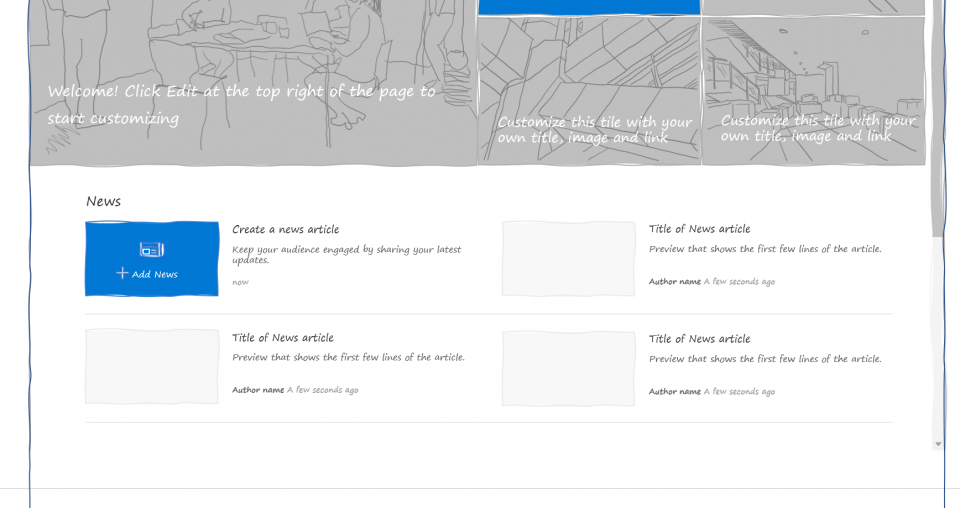 Welcome! Click Edit at the top right of the page to
start customizing
Customize this tile with your
own title, image and link
Customize this tile with your
own title, image and link
News
Add News
Create a news article
Keep your audience engaged by sharing your latest
updates.
now
Title of News article
Preview that shows the first few lines of the article.
Author name A few seconds ago
Title of News article
Preview that shows the first few lines of the article.
Author name A few seconds ago
Title of News article
Preview that shows the first few lines of the article.
Author name A few seconds ago